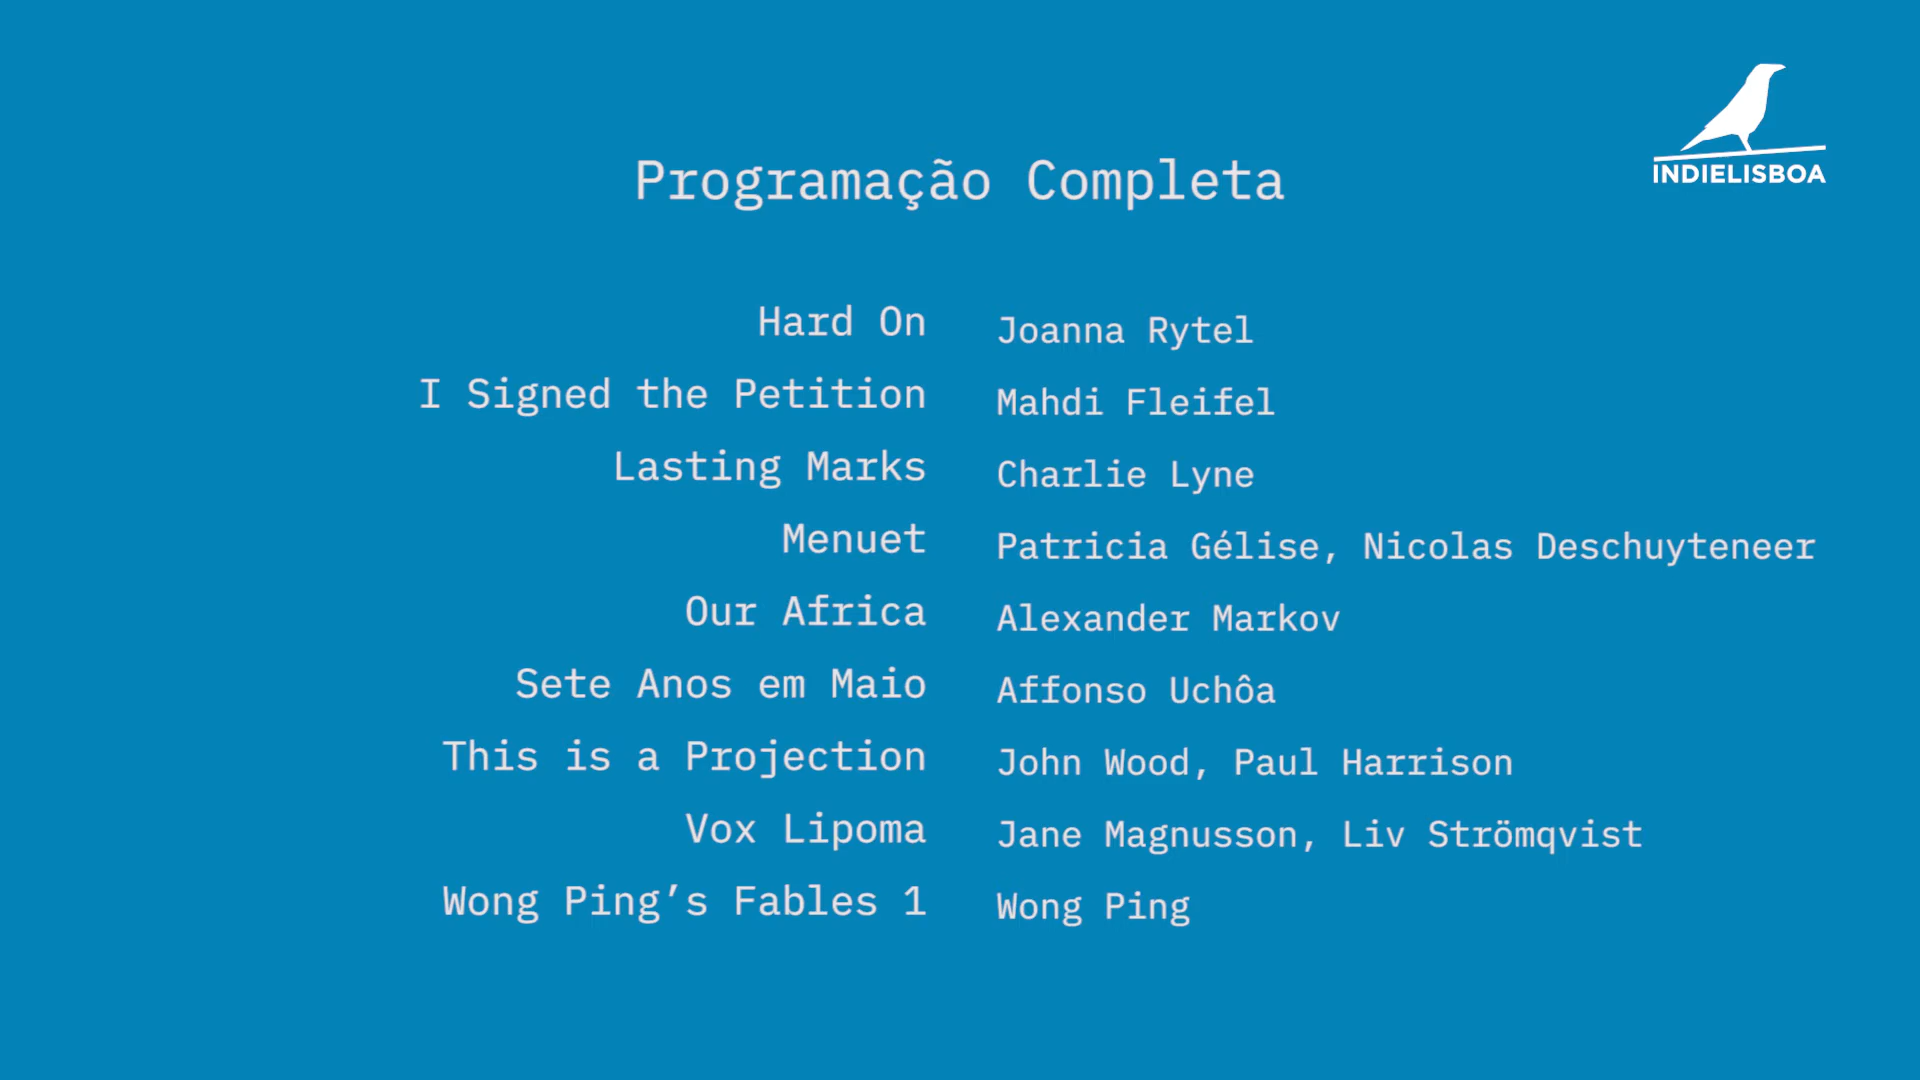 INDIELISBOA
Programação Completa
Hard On Joanna Rytel
I Signed the Petition Mahdi Fleifel
Lasting Marks Charlie Lyne
Menuet Patricia Gélise, Nicolas Deschuyteneer
Our Africa Alexander Markov
Sete Anos em Maio Affonso Uchôa
This is a Projection John Wood, Paul Harrison
Vox Lipoma Jane Magnusson, Liv Strömqvist
Wong Ping’s Fables 1 Wong Ping